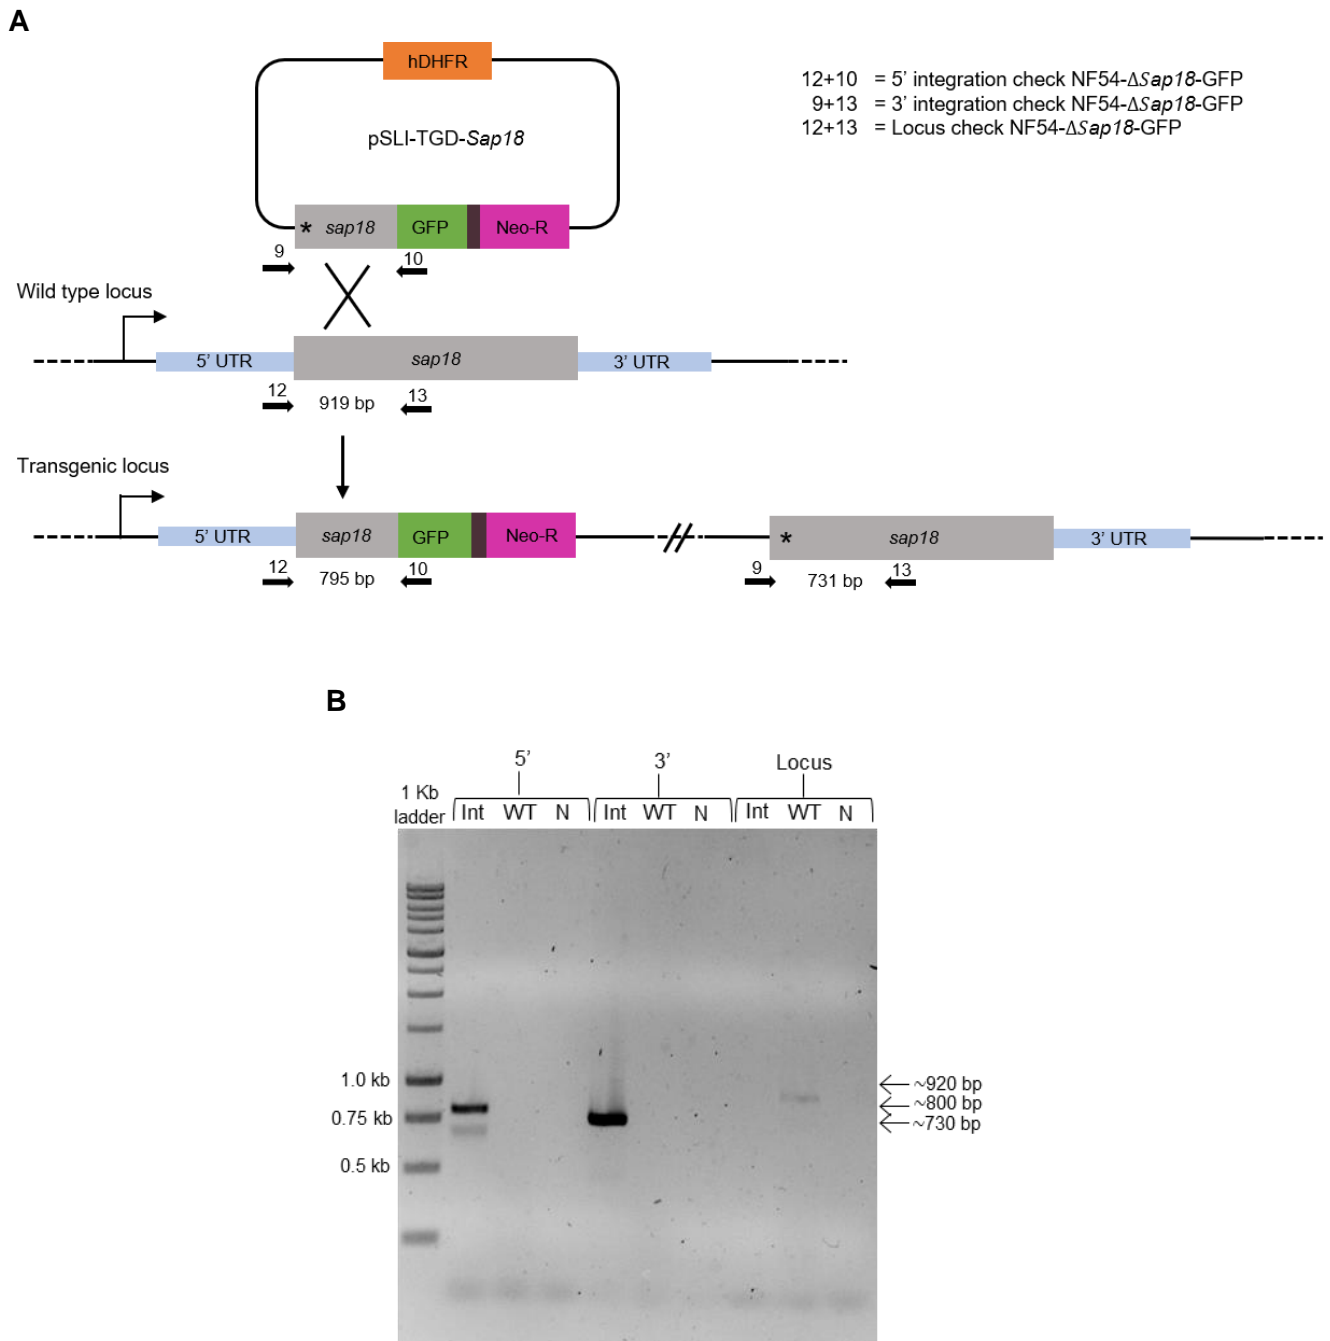 A
hDHFR
pSLI-TGD-Sap18
12+10 = 5' integration check NF54-ΔSap18-GFP
9+13 = 3' integration check NF54-ΔSap18-GFP
12+13 = Locus check NF54-ΔSap18-GFP
* sap18 GFP Neo-R
9 10
Wild type locus
5' UTR sap18 3' UTR
12 919 bp 13
Transgenic locus
5' UTR sap18 GFP Neo-R * sap18 3' UTR
12 795 bp 10 9 731 bp 13
B
5' 3' Locus
1 Kb
ladder
Int WT N Int WT N Int WT N
1.0 kb
0.75 kb
0.5 kb
~920 bp
~800 bp
~730 bp